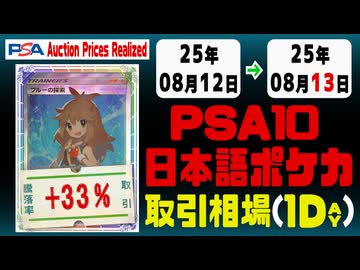 PSA Auction Prices Realized
TRAINERS
ブルーの探索
騰落率
+33%
取引
25年
08月12日
25年
08月13日
PSA10
日本語ポケカ
取引相場(1D)